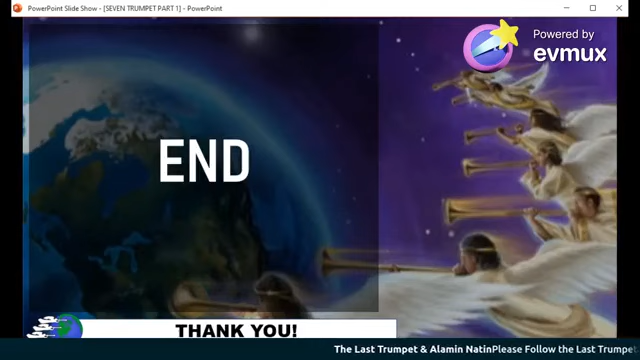 PowerPoint Slide Show - [SEVEN TRUMPET PART 1] - PowerPoint
Powered by
evmux
END
THANK YOU!
The Last Trumpet & Alamin NatinPlease Follow the Last Trumpet